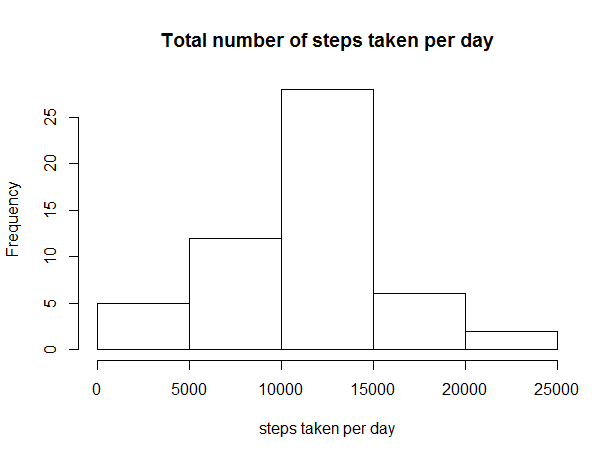 Total number of steps taken per day
Frequency
25
20
15
10
5
0
0 5000 10000 15000 20000 25000
steps taken per day